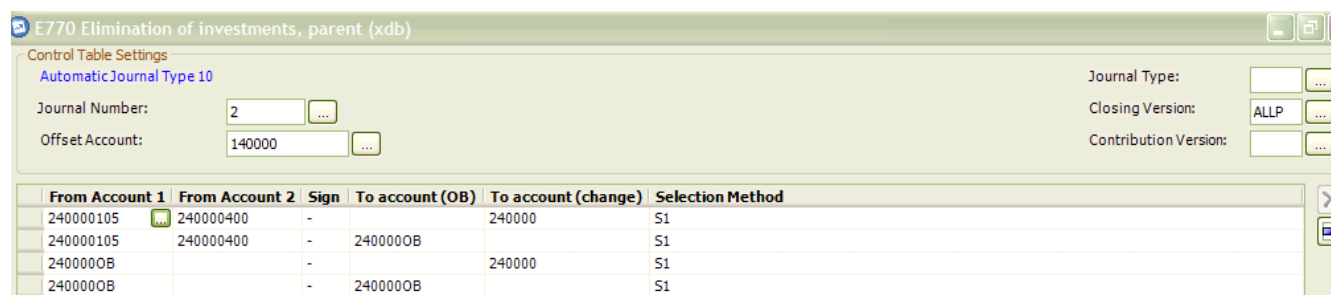 E770 Elimination of investments, parent (xdb)
Control Table Settings
Automatic Journal Type 10
Journal Type: ...
Journal Number: 2 ...
Closing Version: ALLP ...
Offset Account: 140000 ...
Contribution Version: ...
From Account 1 From Account 2 Sign To account (OB) To account (change) Selection Method
240000105 ... 240000400 - 240000 S1
240000105 240000400 - 240000OB S1
240000OB - 240000 S1
240000OB - 240000OB S1